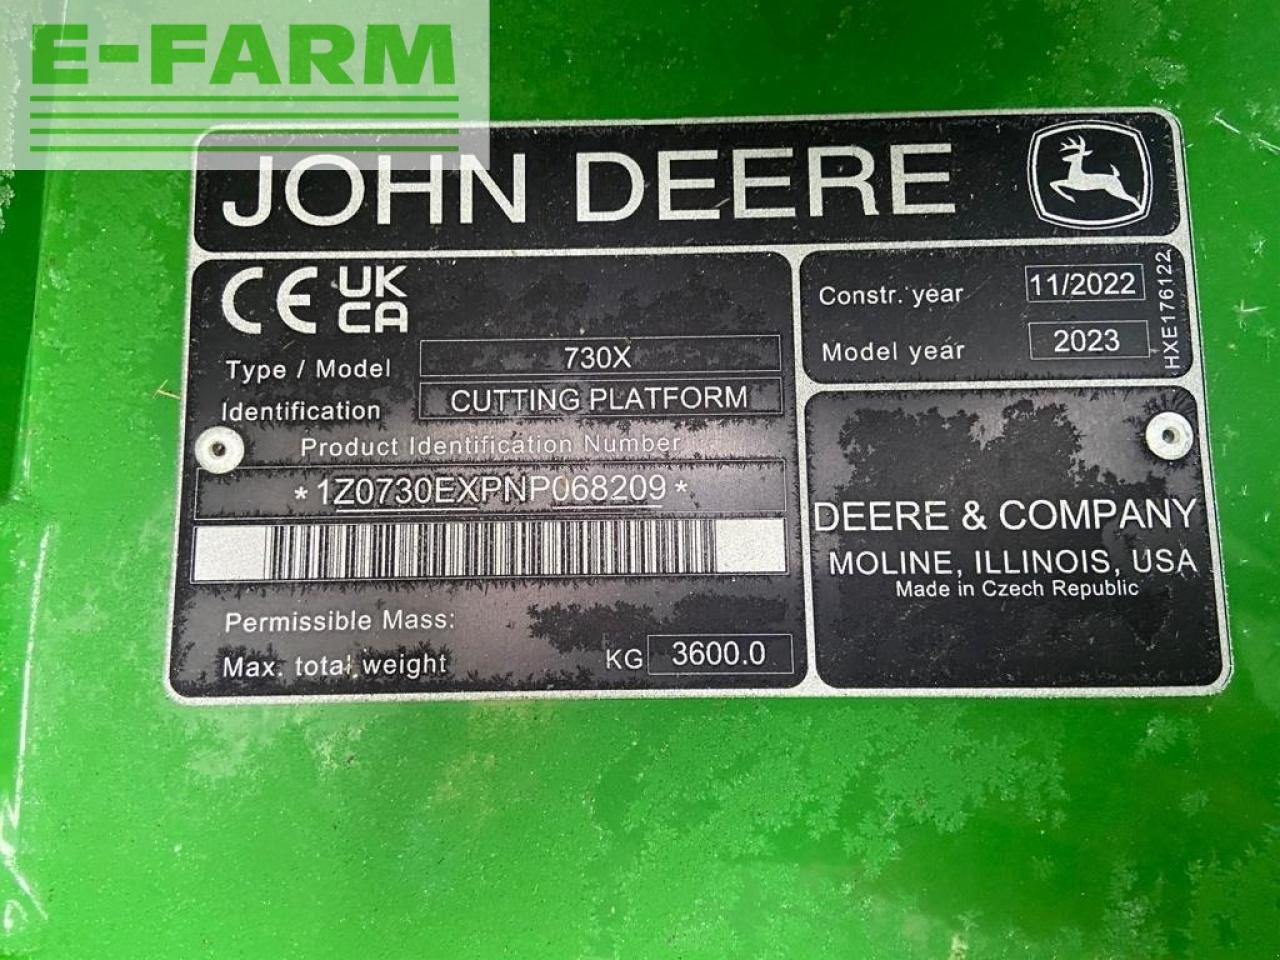 E-FARM
JOHN DEERE
CE UK CA
Type / Model 730X
Identification CUTTING PLATFORM
Product Identification Number
*1Z0730EXPNP068209*
Permissible Mass:
Max. total weight KG 3600.0
Constr. year 11/2022
Model year 2023
HXE176122
DEERE & COMPANY
MOLINE, ILLINOIS, USA
Made in Czech Republic